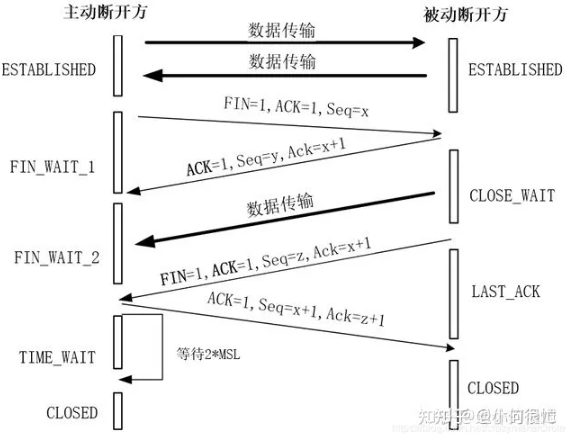 主动断开方
被动断开方
数据传输
数据传输
ESTABLISHED
ESTABLISHED
FIN=1,ACK=1,Seq=x
ACK=1,Seq=y,Ack=x+1
FIN_WAIT_1
CLOSE_WAIT
数据传输
FIN_WAIT_2
FIN=1,ACK=1,Seq=z,Ack=x+1
LAST_ACK
ACK=1,Seq=x+1,Ack=z+1
TIME_WAIT
等待2*MSL
CLOSED
CLOSED
知乎 @小何很忙